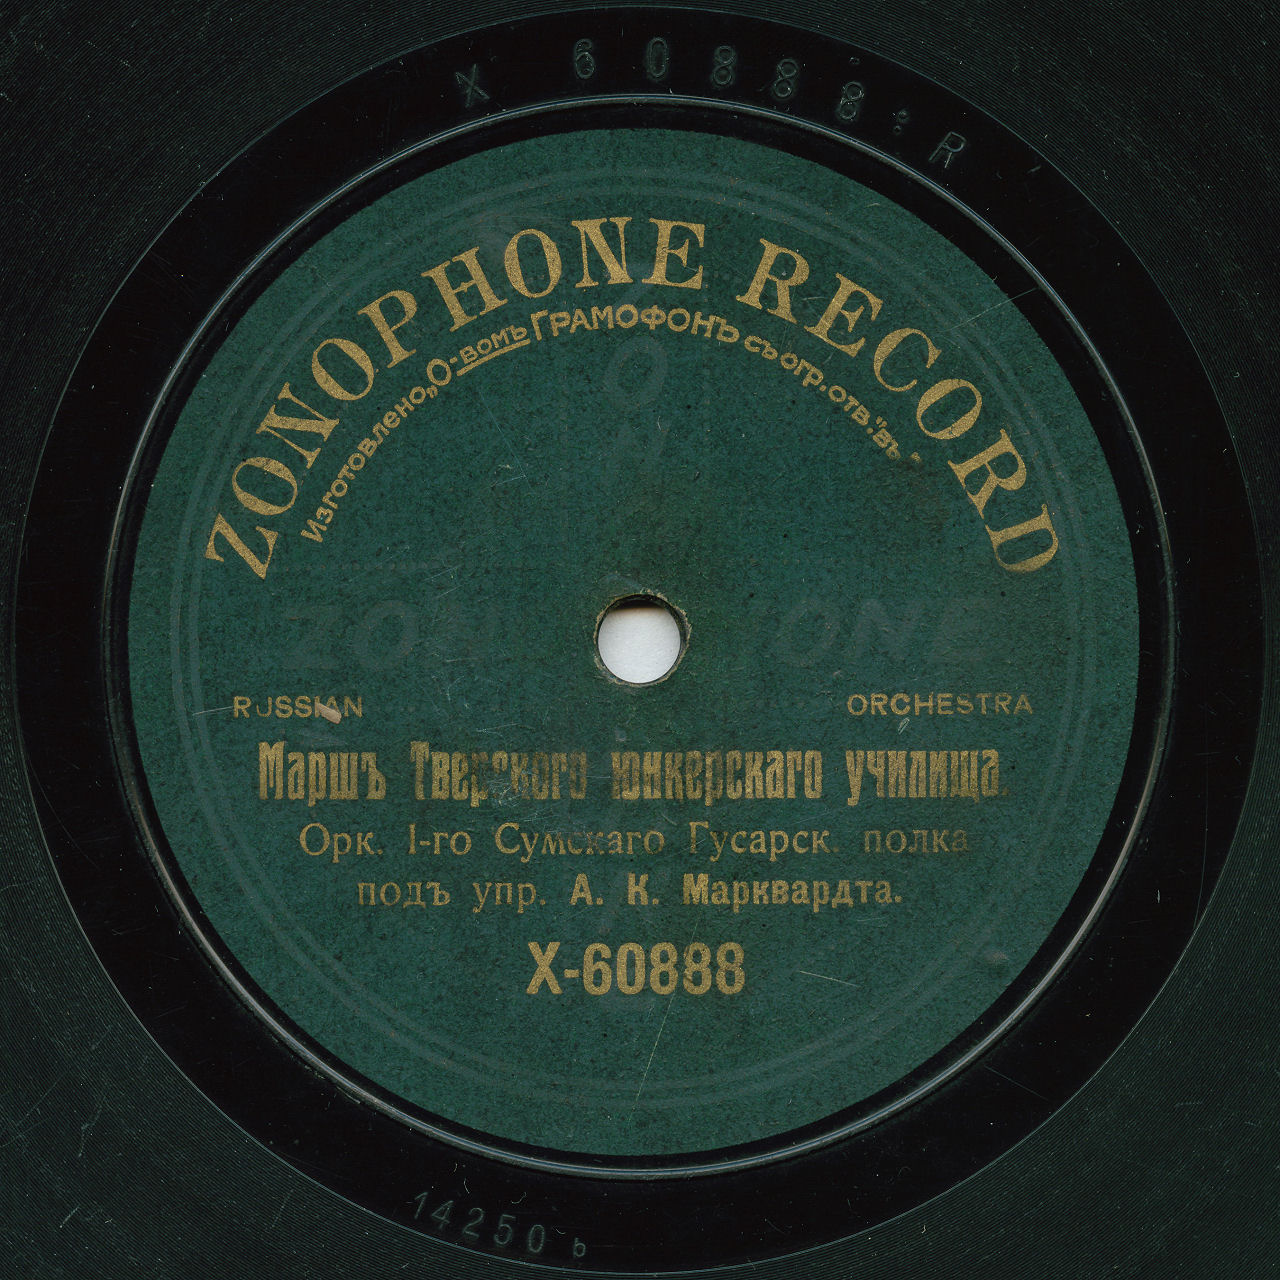 X 60888:R
ZONOPHONE RECORD
Изготовлено „О-вомъ ГРАМОФОНЪ съ огр. отв.“ въ
ZONOPHONE
RUSSIAN ORCHESTRA
Маршъ Тверского юнкерскаго училища.
Орк. I-го Сумскаго Гусарск. полка
подъ упр. А. К. Марквардта.
X-60888
14250 b